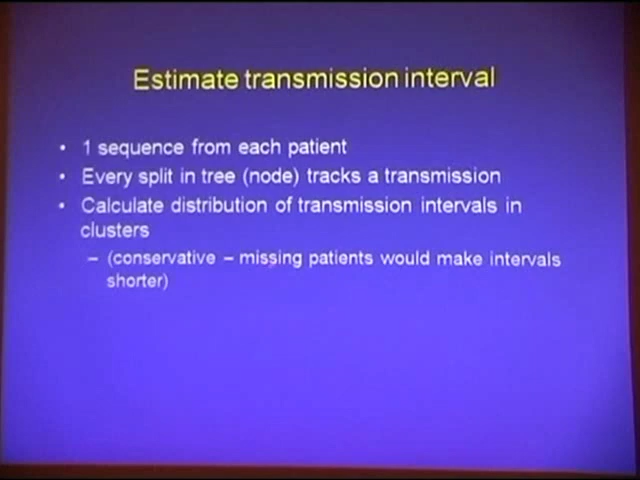 Estimate transmission interval
• 1 sequence from each patient
• Every split in tree (node) tracks a transmission
• Calculate distribution of transmission intervals in
clusters
– (conservative – missing patients would make intervals
shorter)